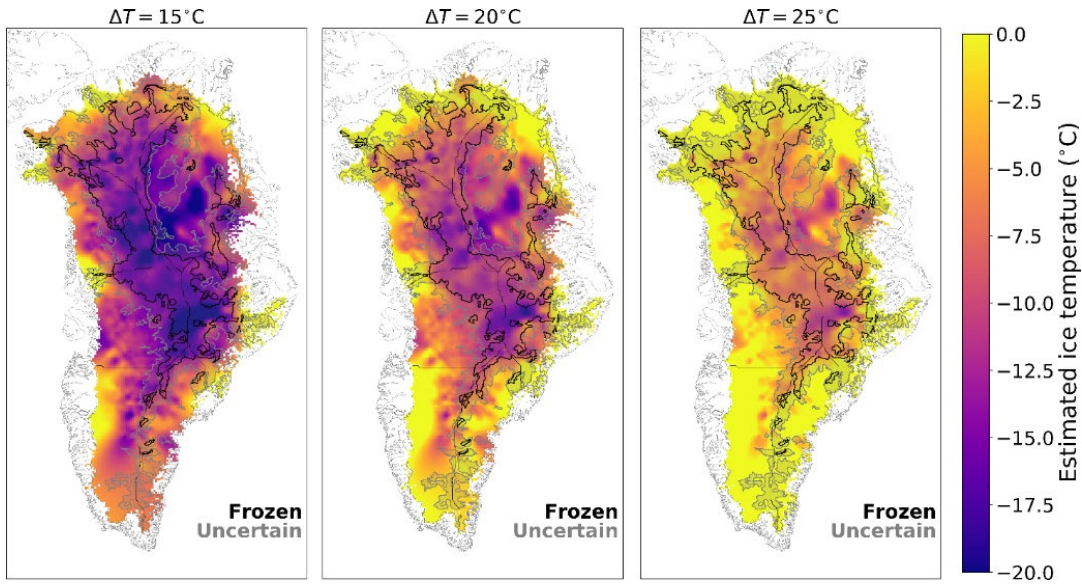 ΔT = 15°C
ΔT = 20°C
ΔT = 25°C
Frozen
Uncertain
Frozen
Uncertain
Frozen
Uncertain
0.0
−2.5
−5.0
−7.5
−10.0
−12.5
−15.0
−17.5
−20.0
Estimated ice temperature (°C)